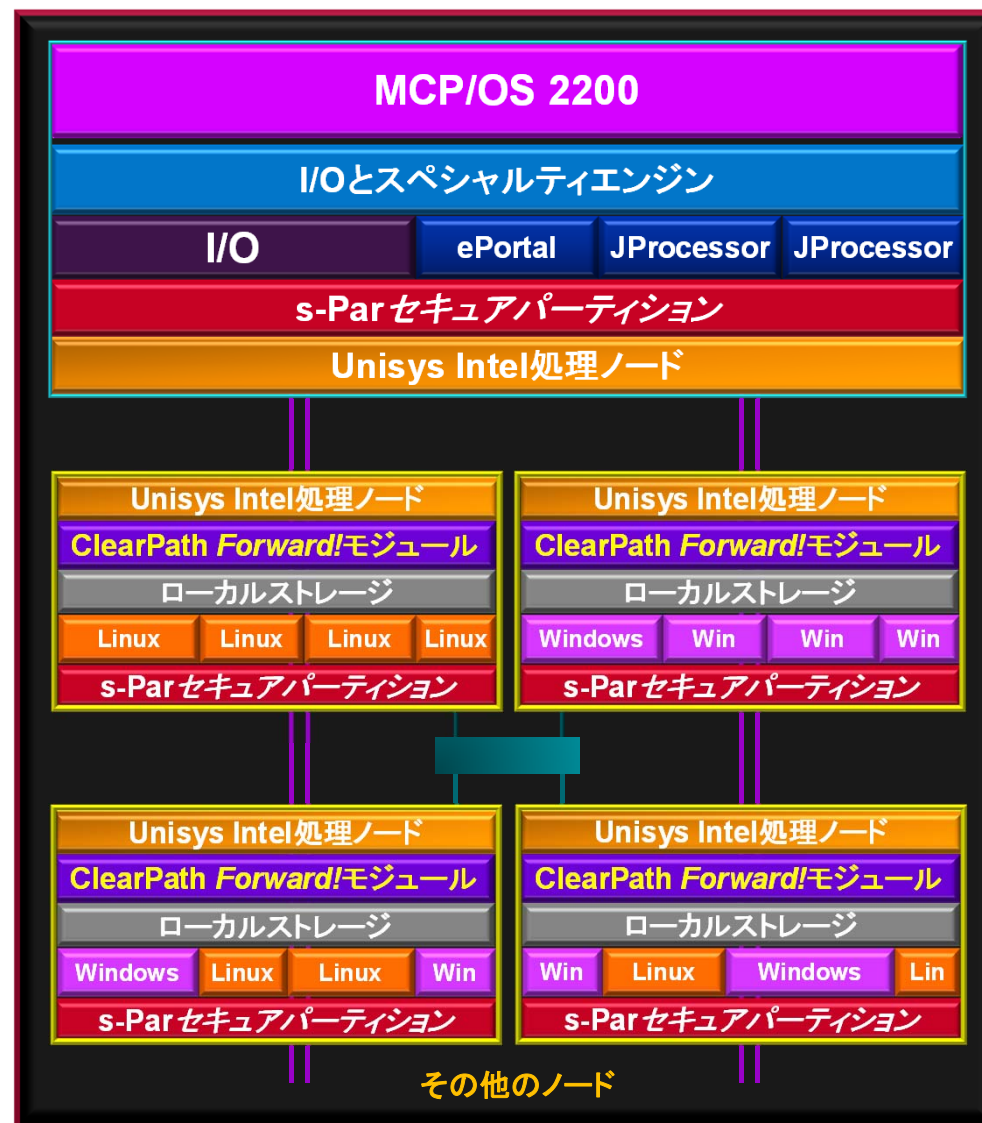 MCP/OS 2200
I/Oとスペシャルティエンジン
I/O ePortal JProcessor JProcessor
s-Parセキュアパーティション
Unisys Intel処理ノード
Unisys Intel処理ノード
ClearPath Forward!モジュール
ローカルストレージ
Linux Linux Linux Linux
s-Parセキュアパーティション
Unisys Intel処理ノード
ClearPath Forward!モジュール
ローカルストレージ
Windows Win Win Win
s-Parセキュアパーティション
Unisys Intel処理ノード
ClearPath Forward!モジュール
ローカルストレージ
Windows Linux Linux Win
s-Parセキュアパーティション
Unisys Intel処理ノード
ClearPath Forward!モジュール
ローカルストレージ
Win Linux Windows Lin
s-Parセキュアパーティション
その他のノード